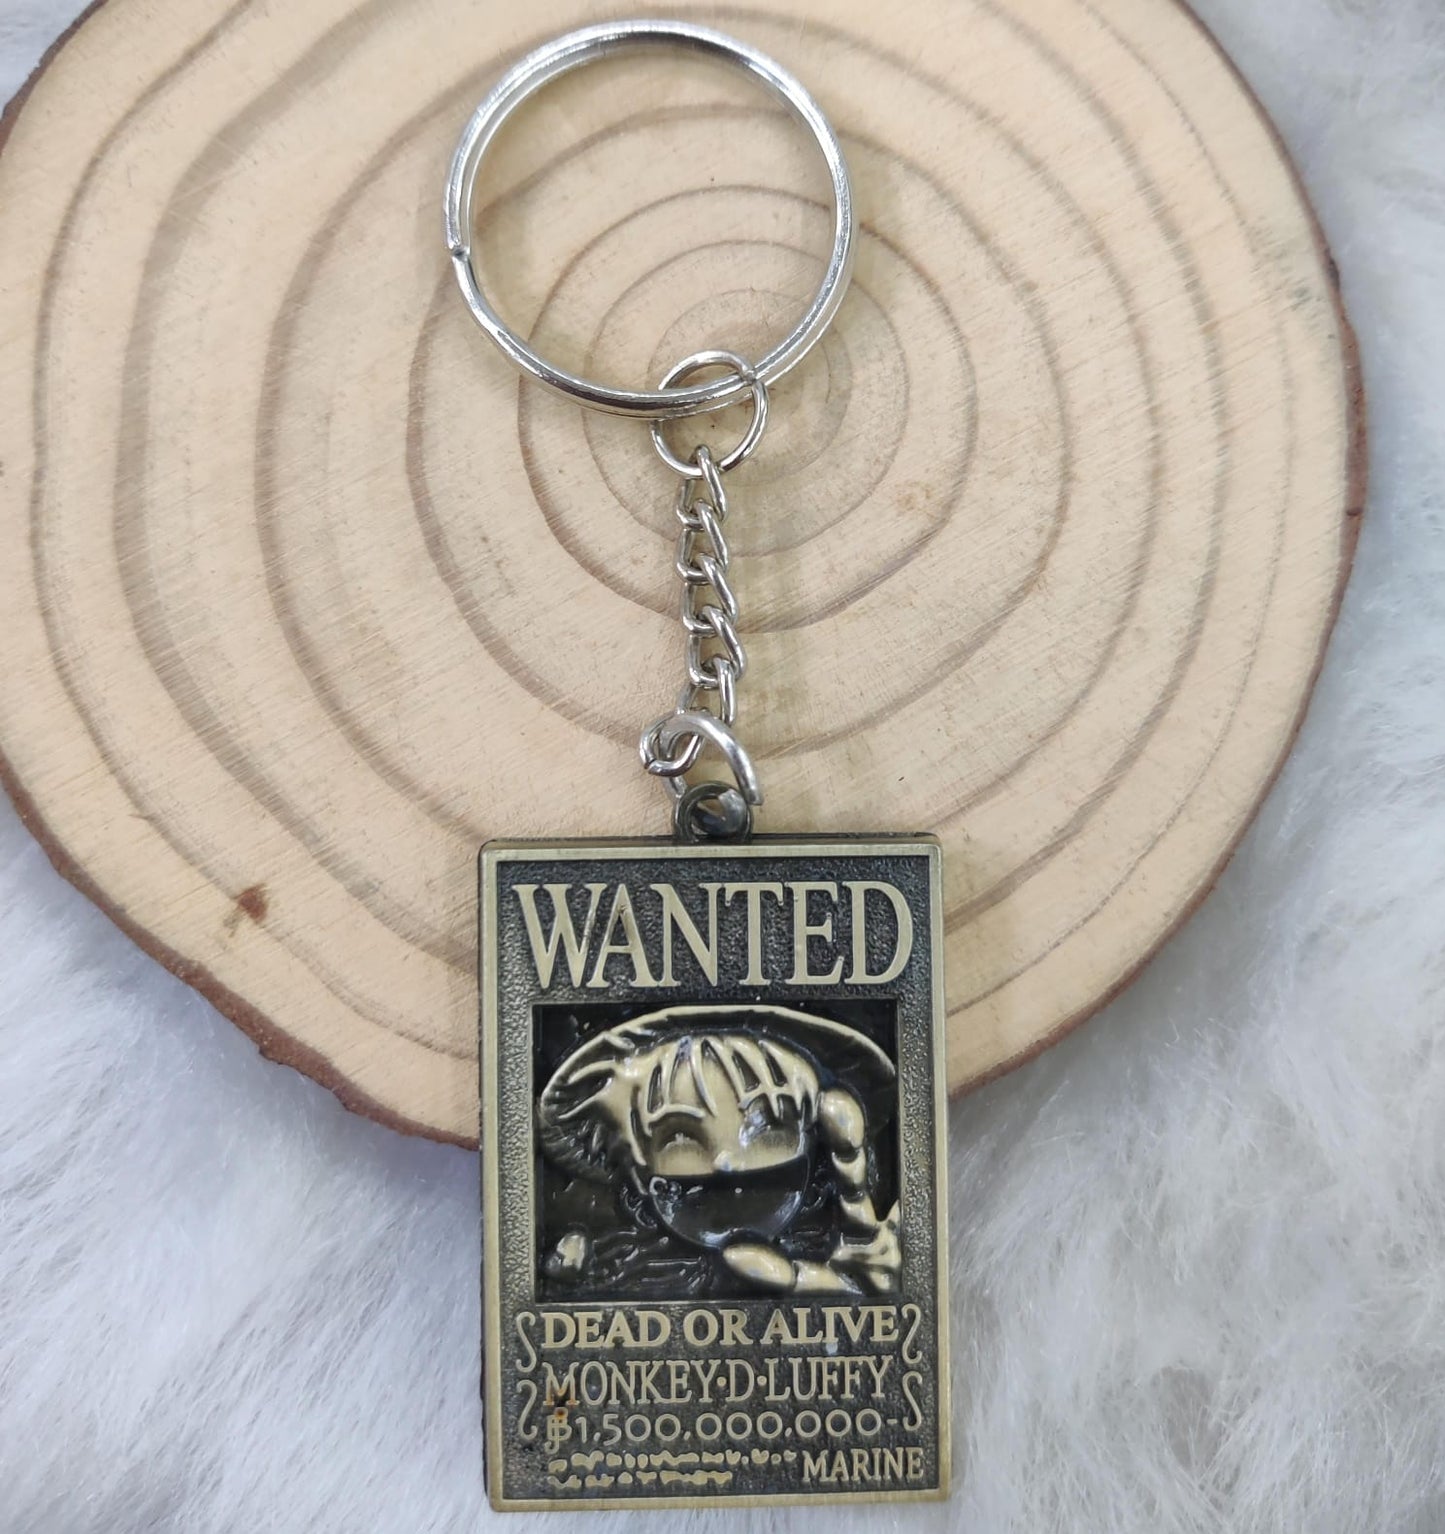 WANTED
DEAD OR ALIVE
MONKEY·D·LUFFY
฿1,500,000,000-
MARINE